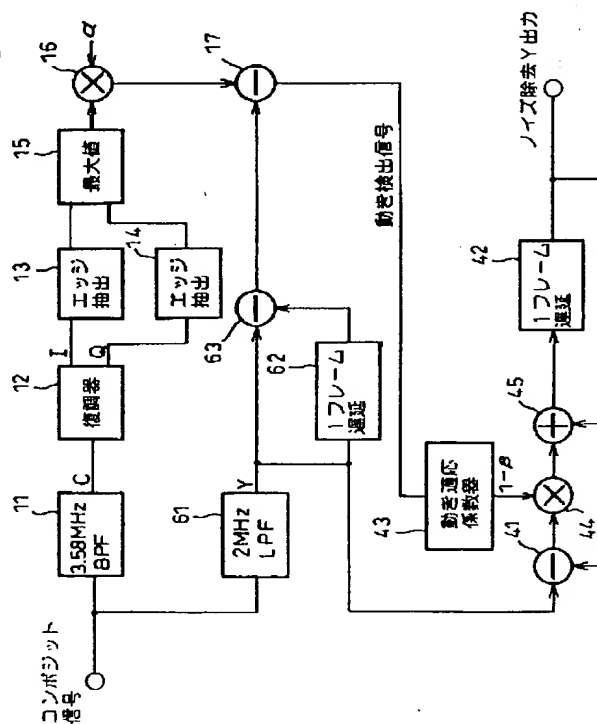 コンポジット
信号
11
3.58MHz
BPF
C
12
復調器
I
Q
13
エッジ
抽出
14
エッジ
抽出
15
最大値
16
α
17
61
2MHz
LPF
Y
63
62
1フレーム
遅延
動き検出信号
43
動き適応
係数器
1-β
41
44
45
42
1フレーム
遅延
ノイズ除去Y出力